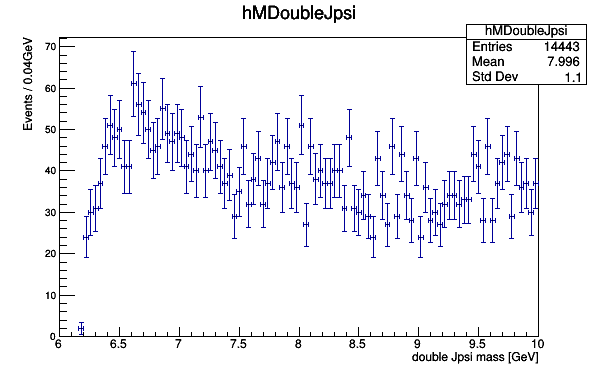 hMDoubleJpsi
hMDoubleJpsi
Entries 14443
Mean 7.996
Std Dev 1.1
Events / 0.04GeV
70
60
50
40
30
20
10
0
6 6.5 7 7.5 8 8.5 9 9.5 10
double Jpsi mass [GeV]